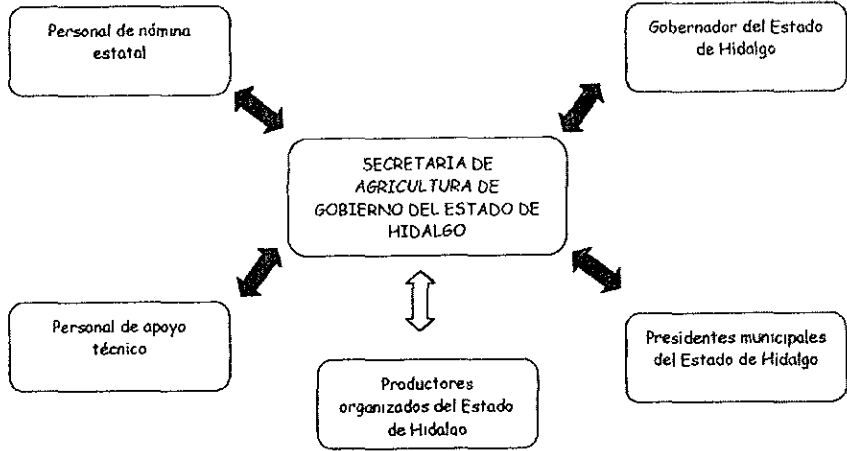 Personal de nómina
estatal
Gobernador del Estado
de Hidalgo
SECRETARIA DE
AGRICULTURA DE
GOBIERNO DEL ESTADO DE
HIDALGO
Personal de apoyo
técnico
Productores
organizados del Estado
de Hidalgo
Presidentes municipales
del Estado de Hidalgo